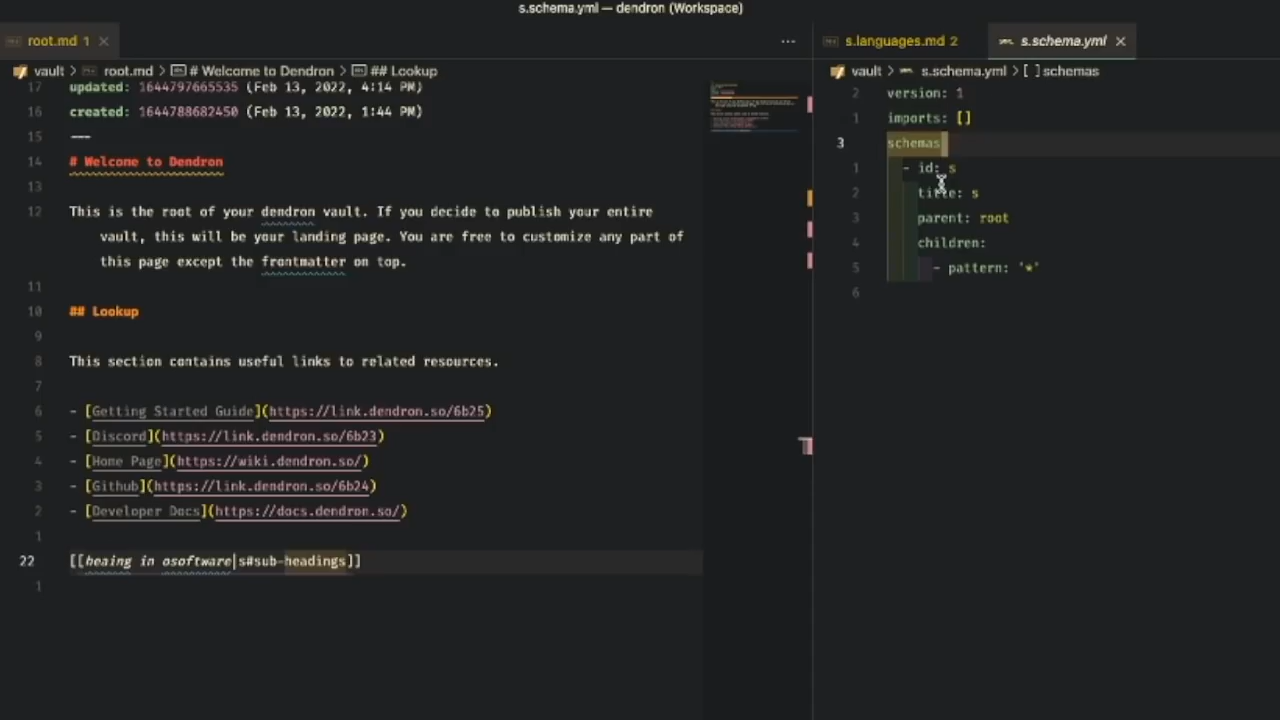 s.schema.yml — dendron (Workspace)
root.md 1
vault > root.md > # Welcome to Dendron > ## Lookup
17 updated: 1644797665535 (Feb 13, 2022, 4:14 PM)
16 created: 1644788682450 (Feb 13, 2022, 1:44 PM)
15 ---
14 # Welcome to Dendron
13
12 This is the root of your dendron vault. If you decide to publish your entire
vault, this will be your landing page. You are free to customize any part of
this page except the frontmatter on top.
11
10 ## Lookup
9
8 This section contains useful links to related resources.
7
6 - [Getting Started Guide](https://link.dendron.so/6b25)
5 - [Discord](https://link.dendron.so/6b23)
4 - [Home Page](https://wiki.dendron.so/)
3 - [Github](https://link.dendron.so/6b24)
2 - [Developer Docs](https://docs.dendron.so/)
1
22 [[heaing in osoftware|s#sub-headings]]
1
s.languages.md 2
s.schema.yml
vault > s.schema.yml > [ ] schemas
2 version: 1
1 imports: []
3 schemas
1 - id: s
2 title: s
3 parent: root
4 children:
5 - pattern: '*'
6